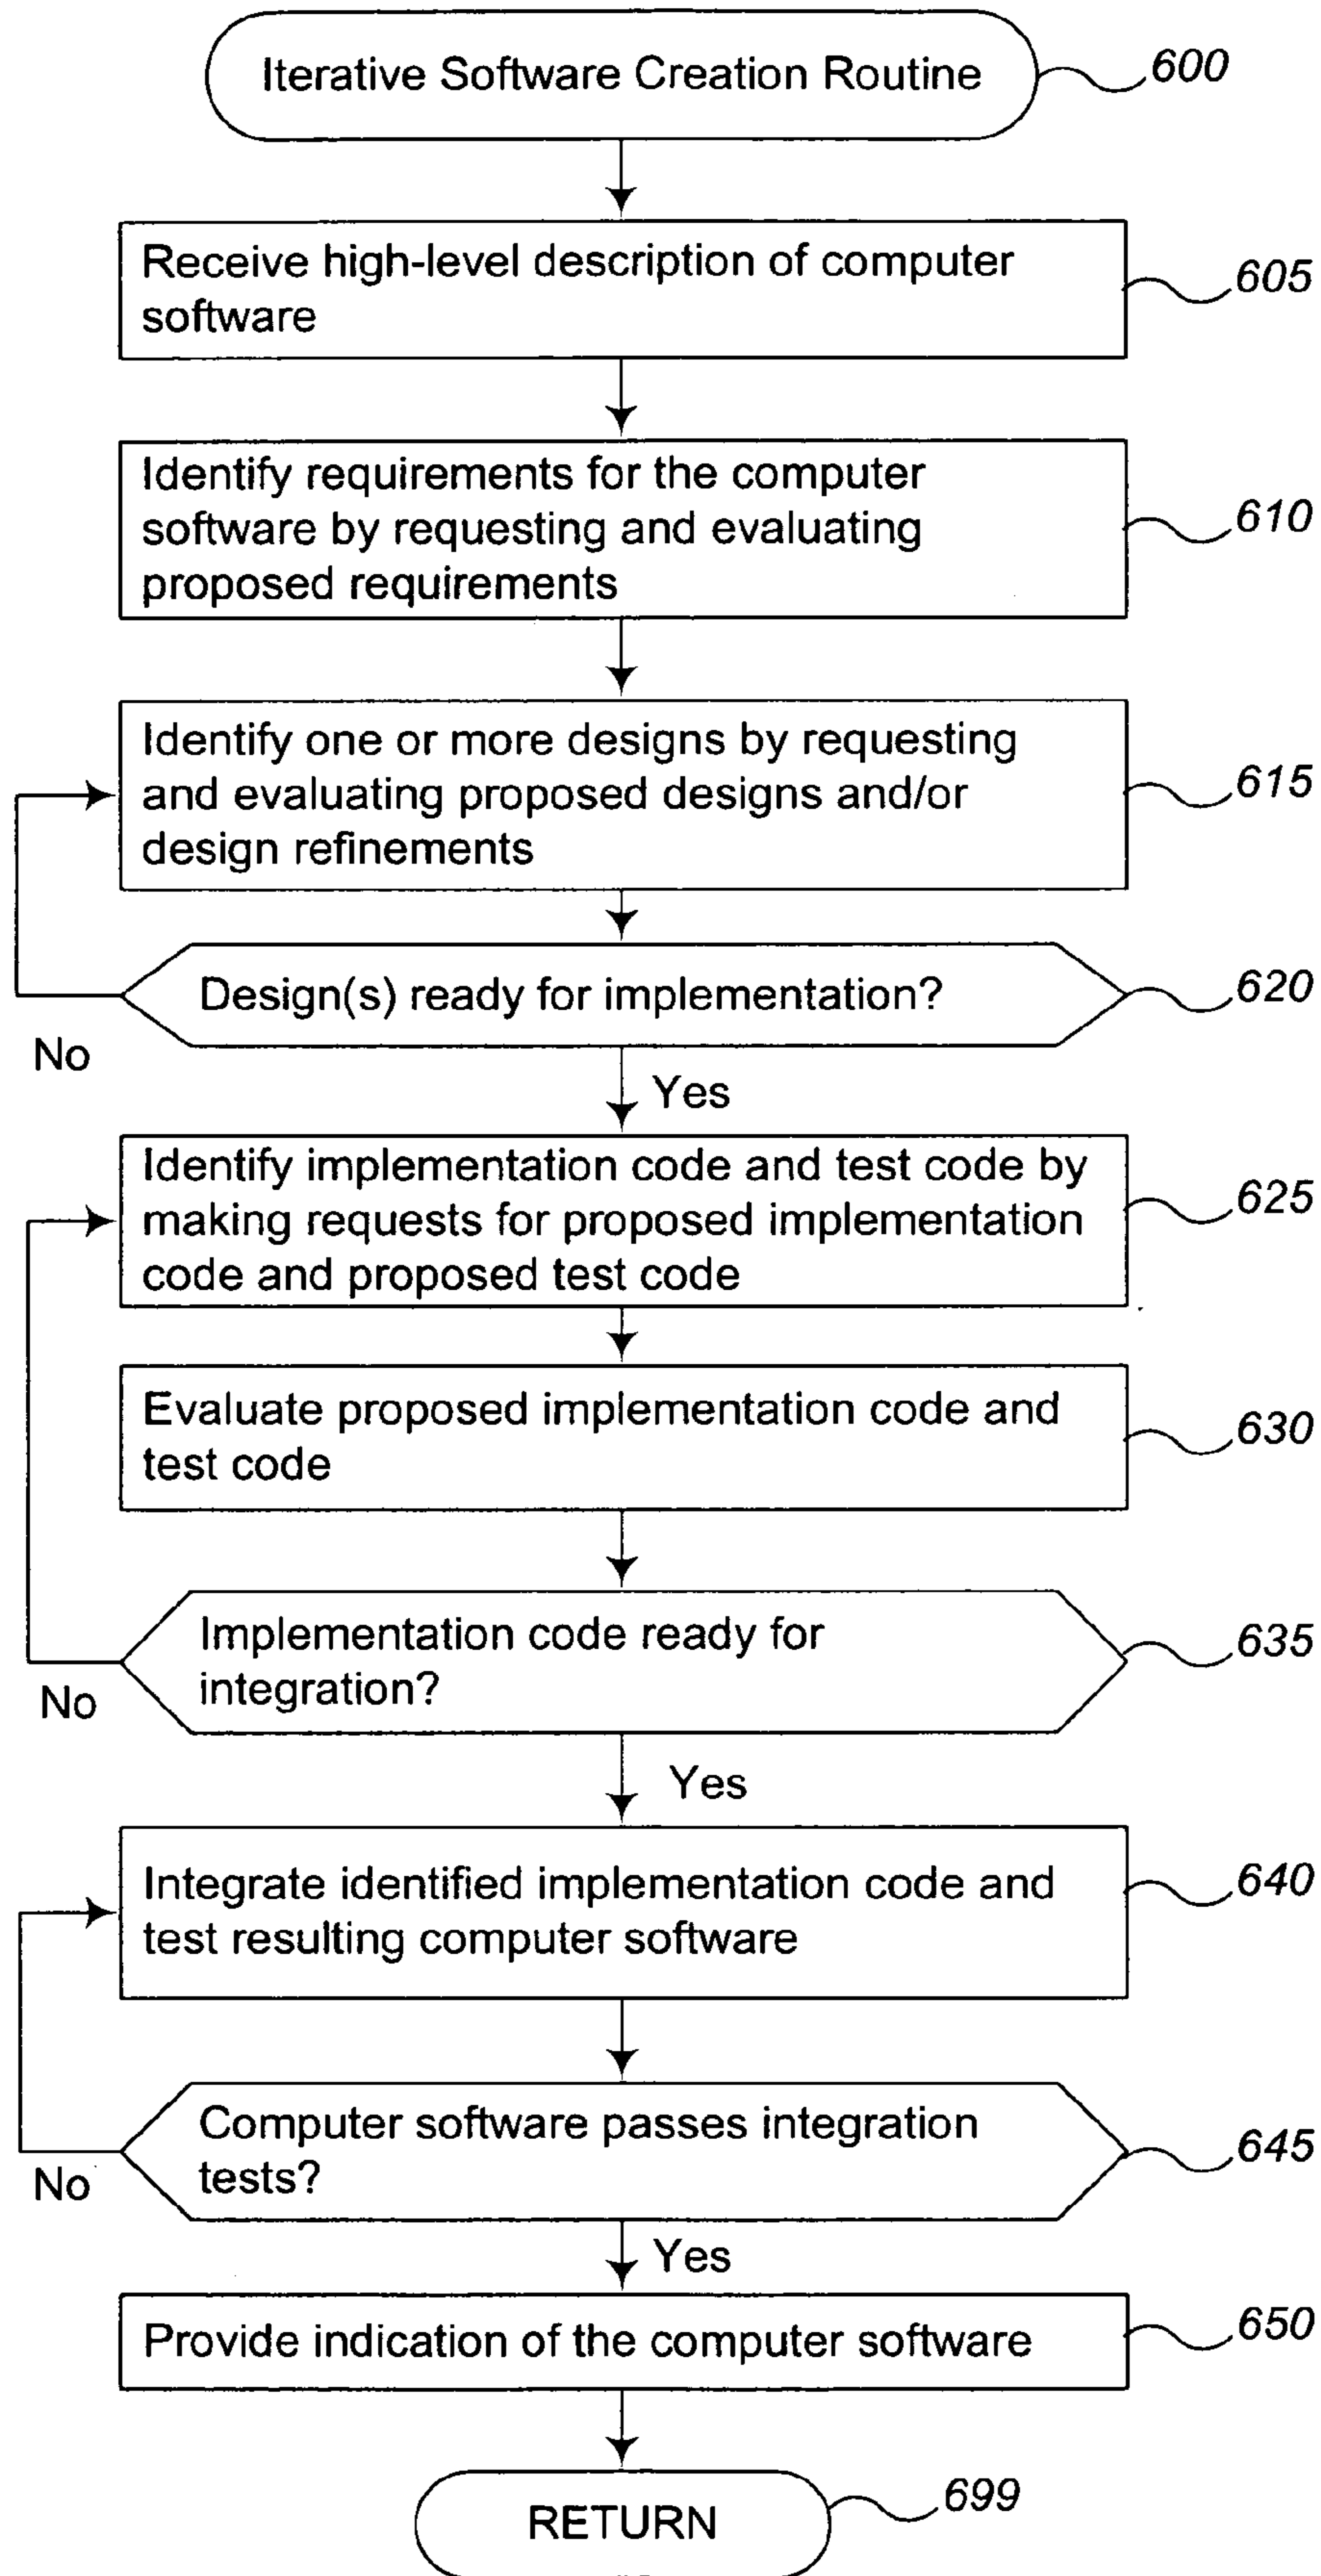 Iterative Software Creation Routine
600
Receive high-level description of computer
software
605
Identify requirements for the computer
software by requesting and evaluating
proposed requirements
610
Identify one or more designs by requesting
and evaluating proposed designs and/or
design refinements
615
Design(s) ready for implementation?
620
No
Yes
Identify implementation code and test code by
making requests for proposed implementation
code and proposed test code
625
Evaluate proposed implementation code and
test code
630
Implementation code ready for
integration?
635
No
Yes
Integrate identified implementation code and
test resulting computer software
640
Computer software passes integration
tests?
645
No
Yes
Provide indication of the computer software
650
RETURN
699